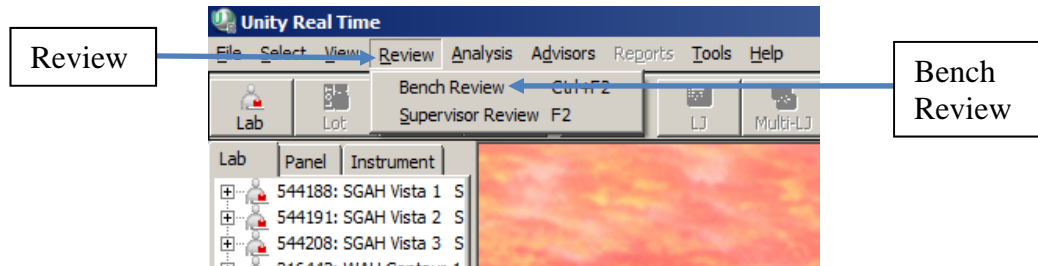 Unity Real Time
Review
File Select View Review Analysis Advisors Reports Tools Help
Bench Review Ctrl+F2
Supervisor Review F2
Bench
Review
Lab Lot LJ Multi-LJ
Lab Panel Instrument
544188: SGAH Vista 1 S
544191: SGAH Vista 2 S
544208: SGAH Vista 3 S